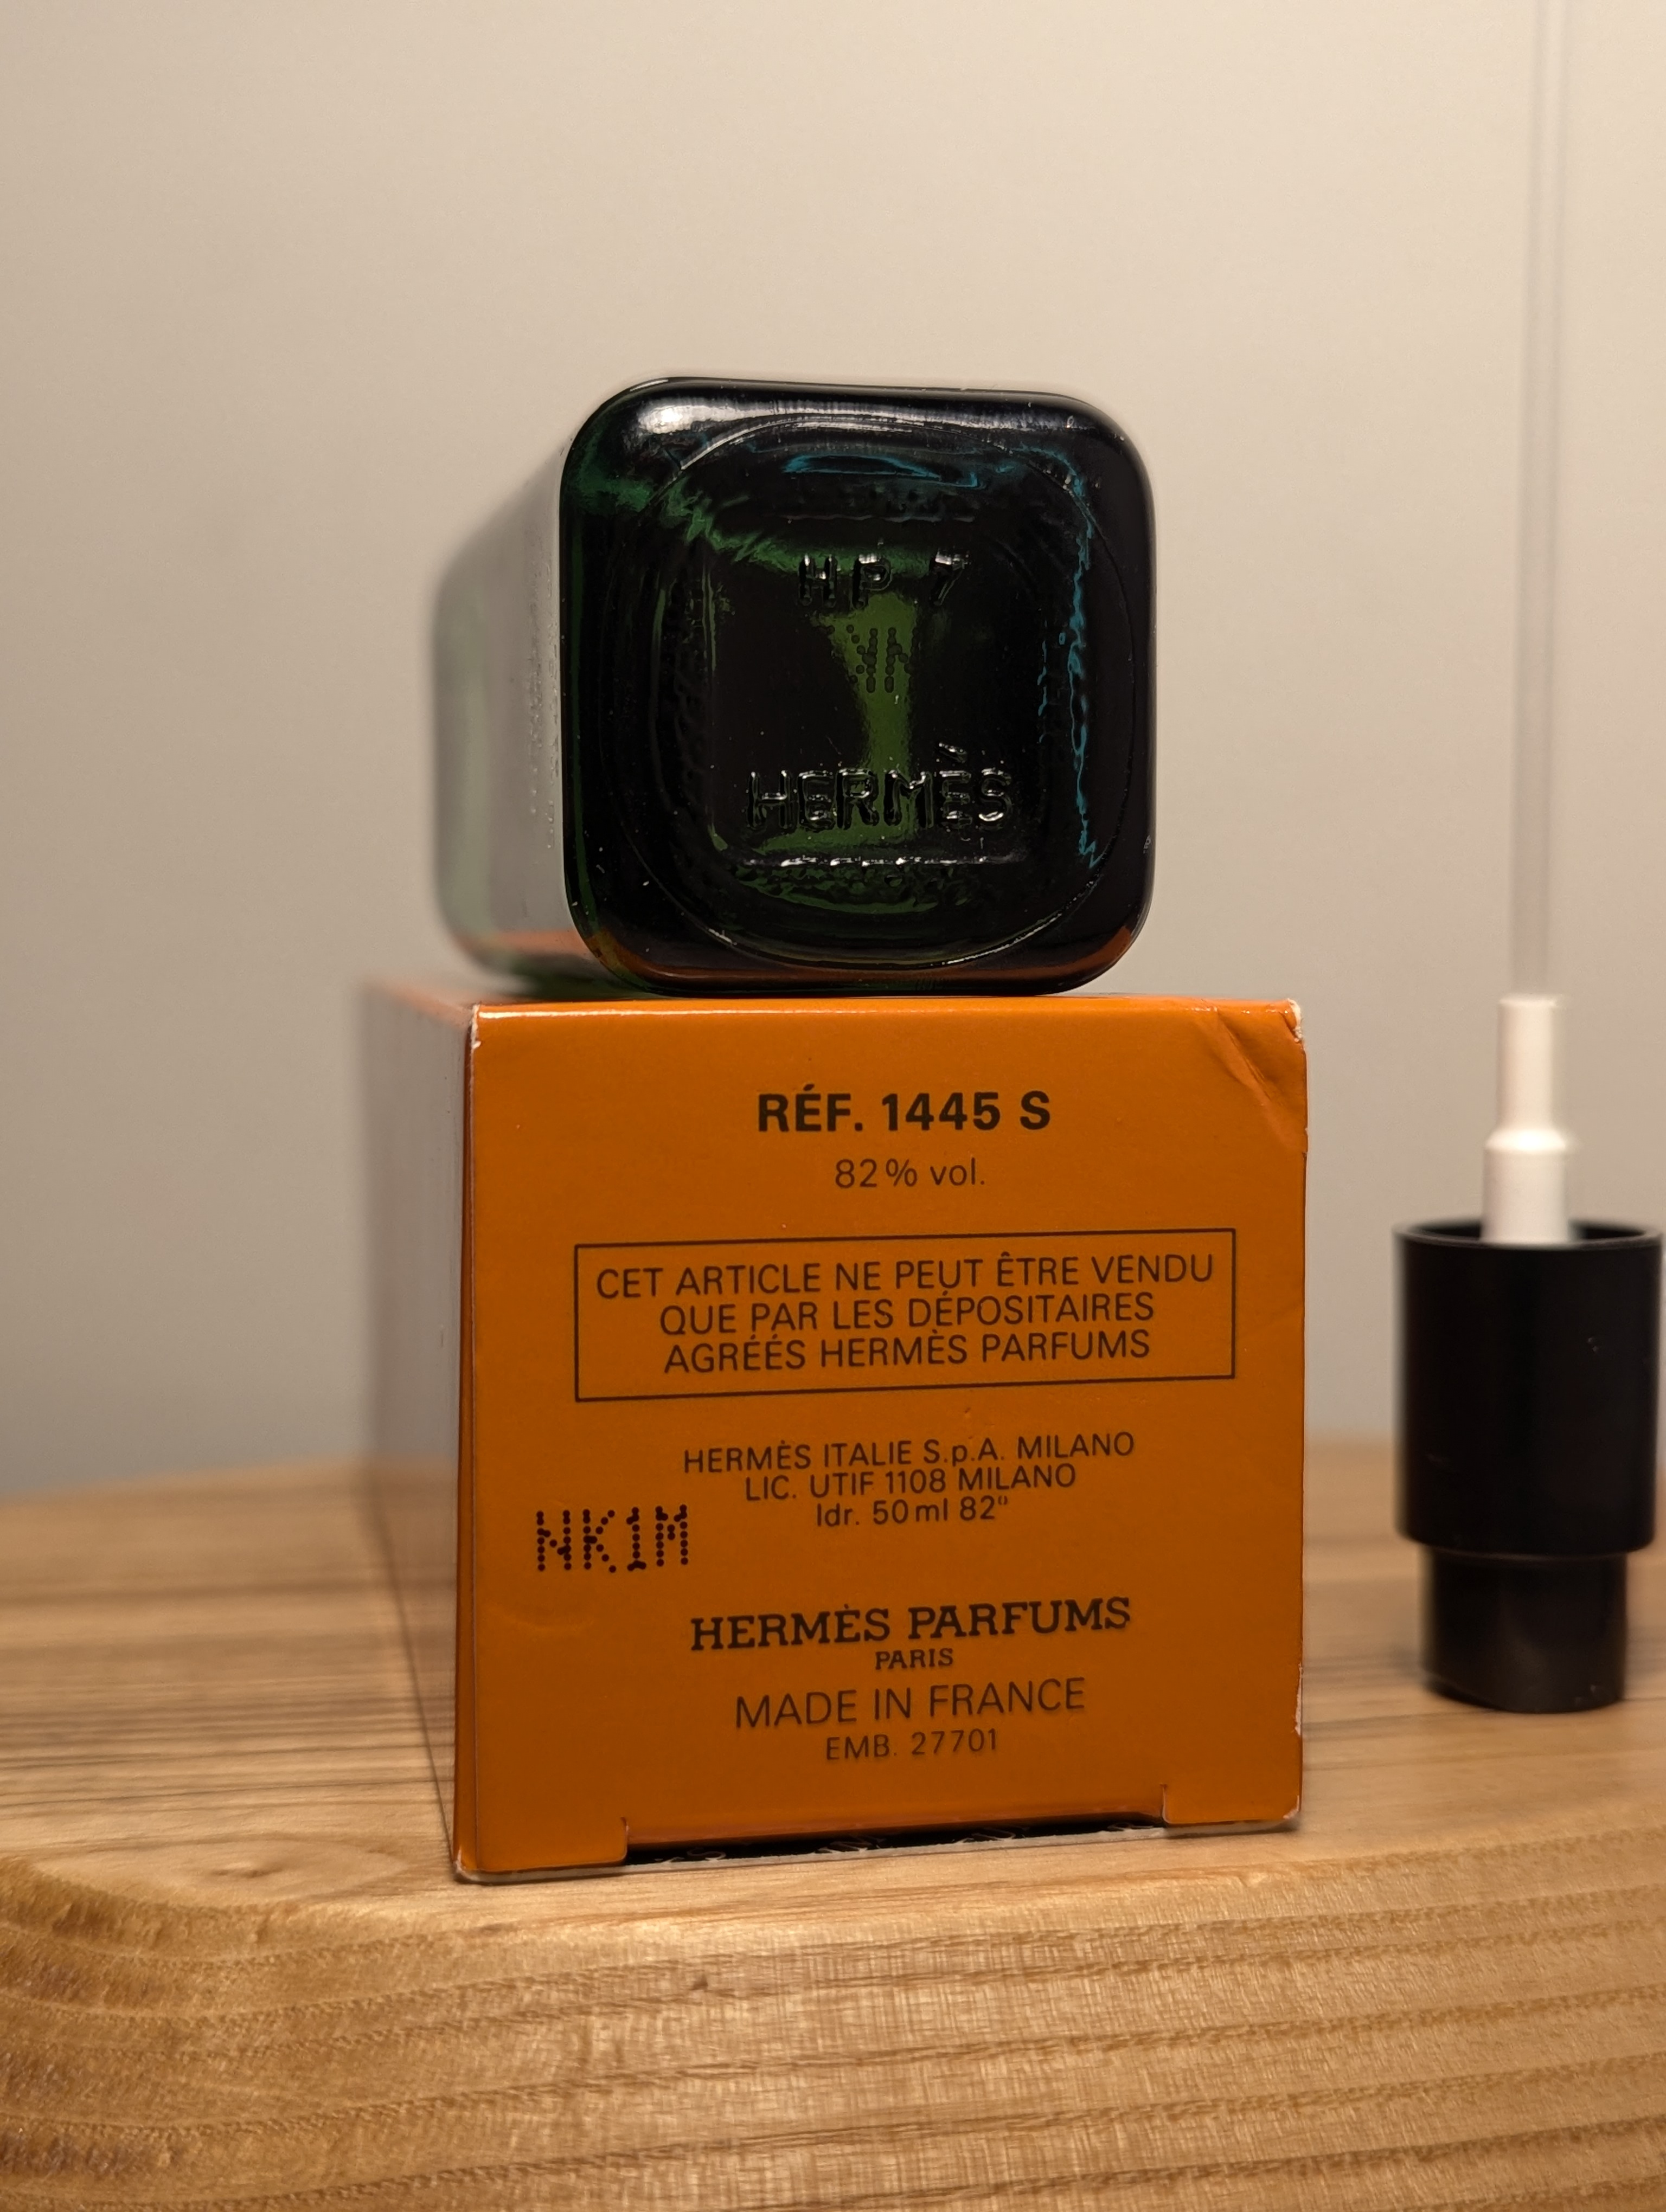 HP 7
HERMÈS
RÉF. 1445 S
82% vol.
CET ARTICLE NE PEUT ÊTRE VENDU
QUE PAR LES DÉPOSITAIRES
AGRÉÉS HERMÈS PARFUMS
HERMÈS ITALIE S.p.A. MILANO
LIC. UTIF 1108 MILANO
Idr. 50 ml 82°
NK1M
HERMÈS PARFUMS
PARIS
MADE IN FRANCE
EMB. 27701